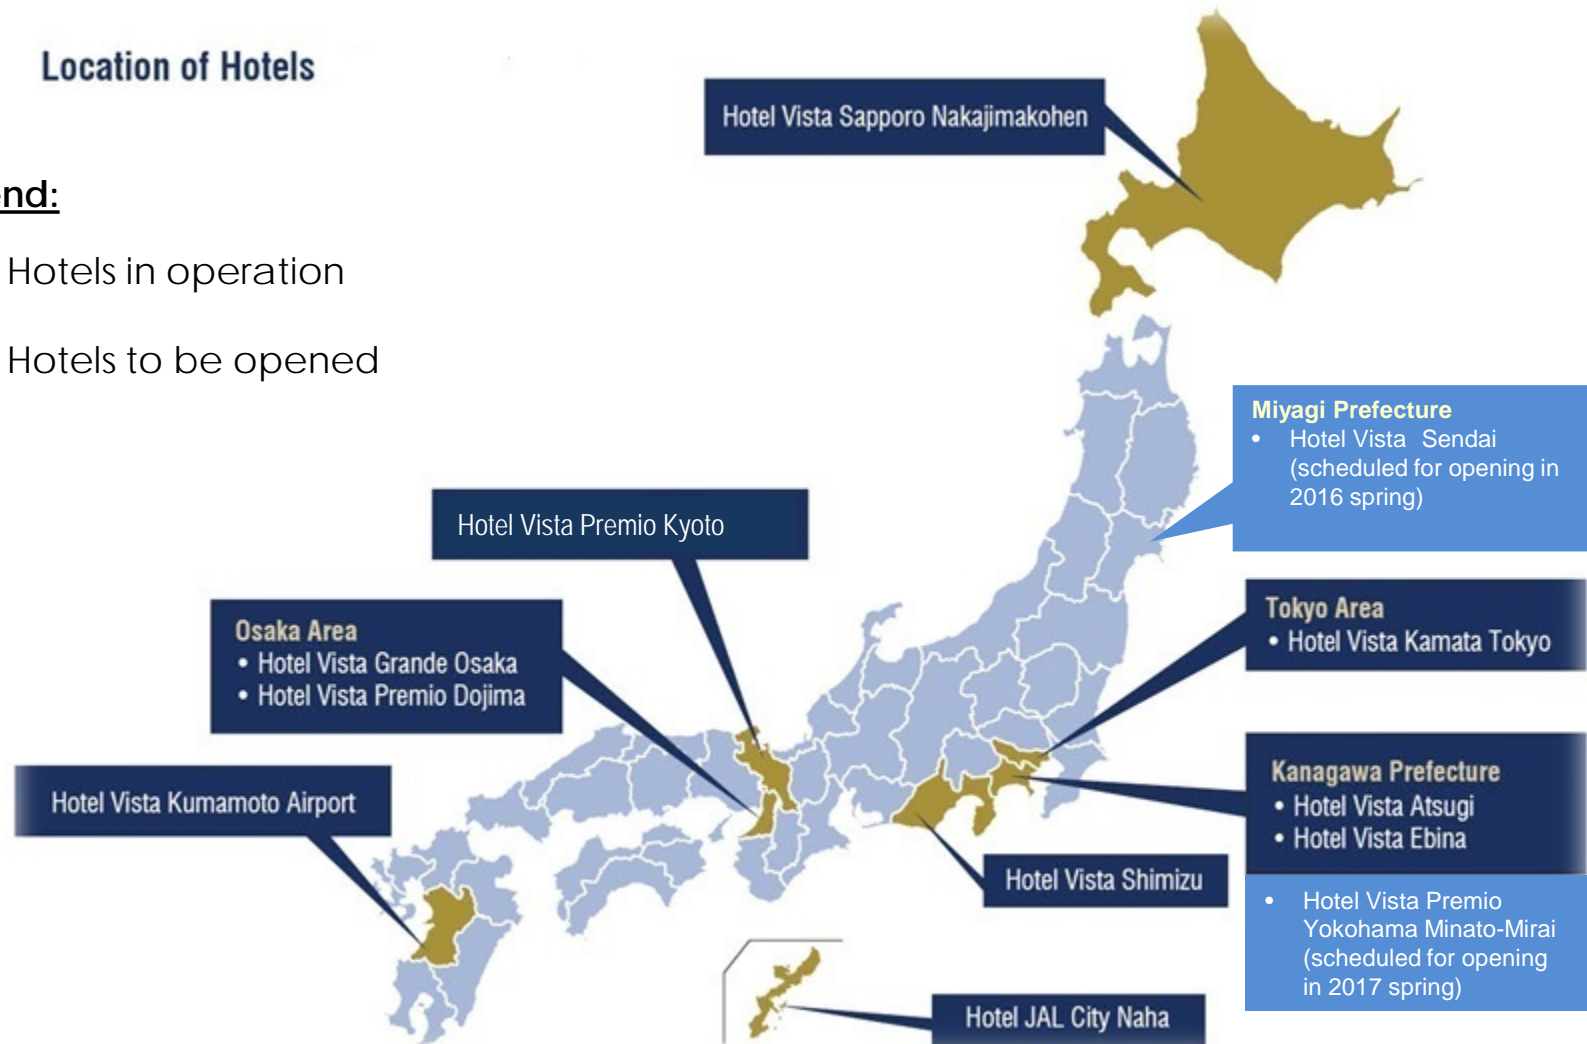 Location of Hotels
end:
Hotels in operation
Hotels to be opened
Hotel Vista Sapporo Nakajimakohen
Miyagi Prefecture
• Hotel Vista Sendai
(scheduled for opening in
2016 spring)
Hotel Vista Premio Kyoto
Osaka Area
• Hotel Vista Grande Osaka
• Hotel Vista Premio Dojima
Tokyo Area
• Hotel Vista Kamata Tokyo
Hotel Vista Kumamoto Airport
Kanagawa Prefecture
• Hotel Vista Atsugi
• Hotel Vista Ebina
• Hotel Vista Premio
Yokohama Minato-Mirai
(scheduled for opening
in 2017 spring)
Hotel Vista Shimizu
Hotel JAL City Naha